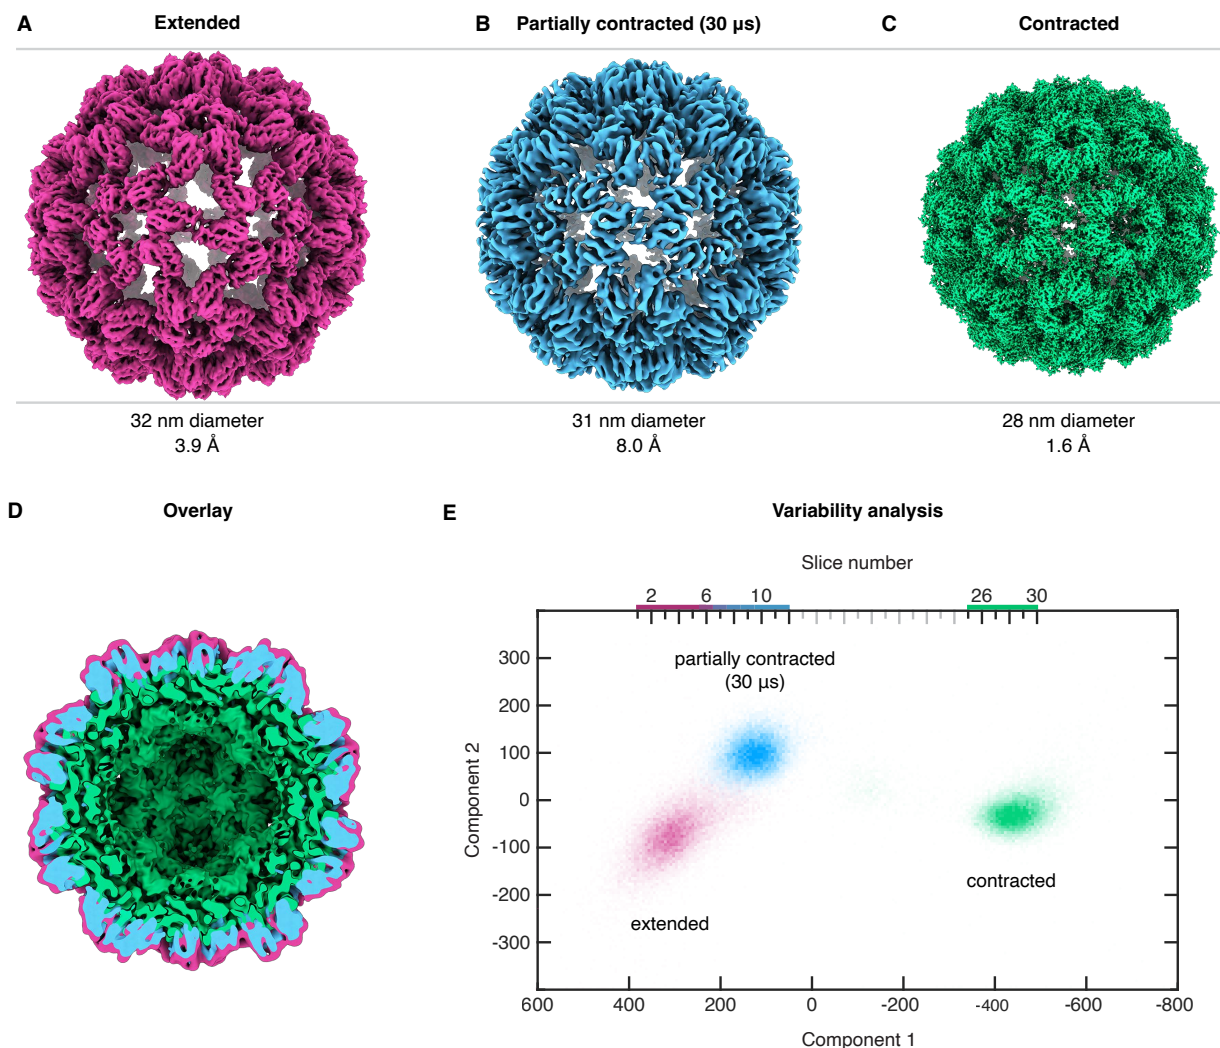 A Extended
B Partially contracted (30 µs)
C Contracted
32 nm diameter
3.9 Å
31 nm diameter
8.0 Å
28 nm diameter
1.6 Å
D Overlay
E Variability analysis
Slice number
2 6 10 26 30
300
200
100
0
-100
-200
-300
Component 2
partially contracted
(30 µs)
extended
contracted
600 400 200 0 -200 -400 -600 -800
Component 1